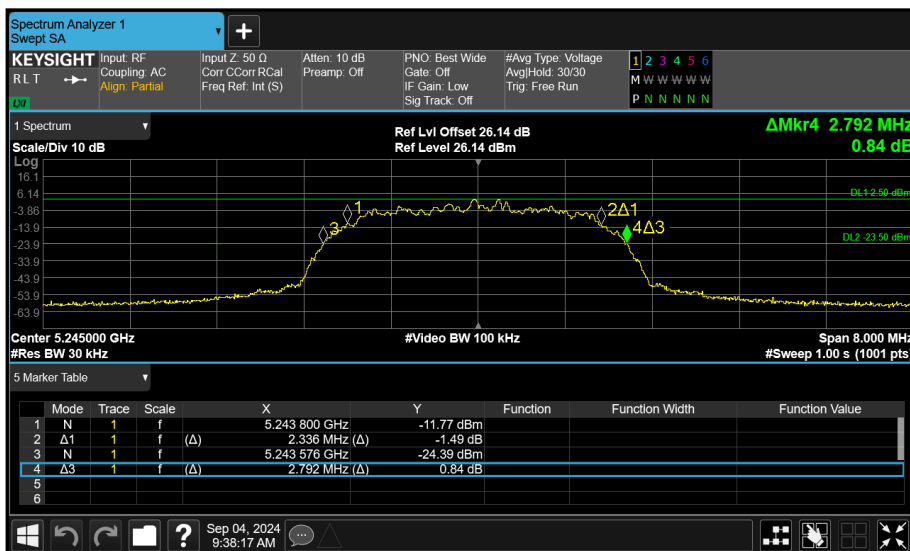 Spectrum Analyzer 1
Swept SA
+
KEYSIGHT
R L T
LXI
Input: RF
Coupling: AC
Align: Partial
Input Z: 50 Ω
Corr CCorr RCal
Freq Ref: Int (S)
Atten: 10 dB
Preamp: Off
PNO: Best Wide
Gate: Off
IF Gain: Low
Sig Track: Off
#Avg Type: Voltage
Avg|Hold: 30/30
Trig: Free Run
1 2 3 4 5 6
M W W W W W
P N N N N N
1 Spectrum
Scale/Div 10 dB
Ref Lvl Offset 26.14 dB
Ref Level 26.14 dBm
ΔMkr4 2.792 MHz
0.84 dB
Log
16.1
6.14
-3.86
-13.9
-23.9
-33.9
-43.9
-53.9
-63.9
DL1 2.50 dBm
DL2 -23.50 dBm
1
2Δ1
3
4Δ3
Center 5.245000 GHz
#Video BW 100 kHz
Span 8.000 MHz
#Res BW 30 kHz
#Sweep 1.00 s (1001 pts)
5 Marker Table
Mode Trace Scale X Y Function Function Width Function Value
1 N 1 f 5.243 800 GHz -11.77 dBm
2 Δ1 1 f (Δ) 2.336 MHz (Δ) -1.49 dB
3 N 1 f 5.243 576 GHz -24.39 dBm
4 Δ3 1 f (Δ) 2.792 MHz (Δ) 0.84 dB
5
6
?
Sep 04, 2024
9:38:17 AM